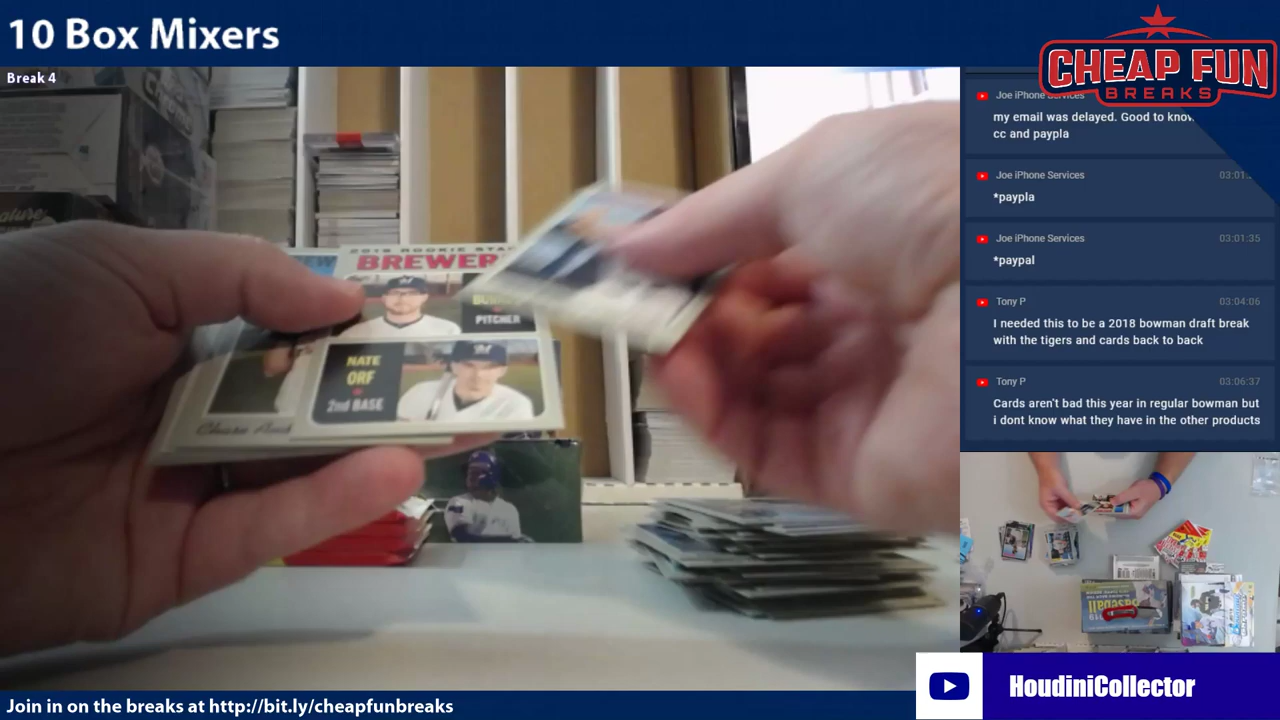 10 Box Mixers
Break 4
CHEAP FUN
BREAKS
Joe iPhone Services
my email was delayed. Good to know
cc and paypla
Joe iPhone Services
*paypla
Joe iPhone Services 03:01:35
*paypal
Tony P 03:04:06
I needed this to be a 2018 bowman draft break
with the tigers and cards back to back
Tony P 03:06:37
Cards aren't bad this year in regular bowman but
i dont know what they have in the other products
2019 ROOKIE STA
BREWER
PITCHER
NATE
ORF
2nd BASE
Baseball
HoudiniCollector
Join in on the breaks at http://bit.ly/cheapfunbreaks